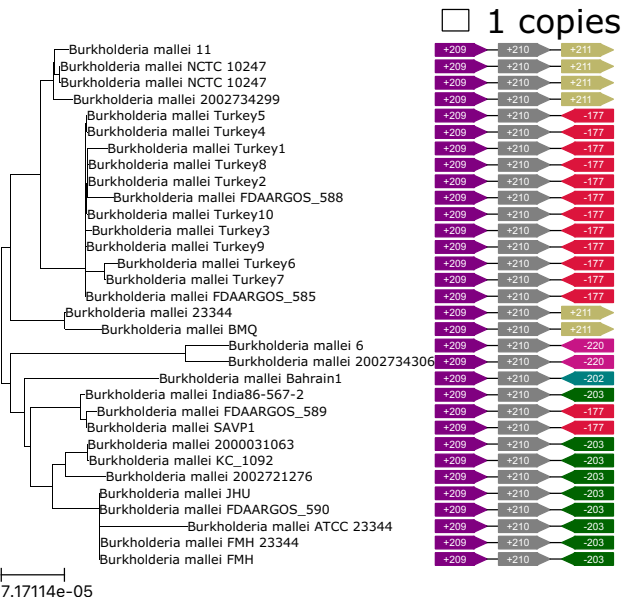 1 copies
Burkholderia mallei 11 +209 +210 +211
Burkholderia mallei NCTC 10247 +209 +210 +211
Burkholderia mallei NCTC 10247 +209 +210 +211
Burkholderia mallei 2002734299 +209 +210 +211
Burkholderia mallei Turkey5 +209 +210 -177
Burkholderia mallei Turkey4 +209 +210 -177
Burkholderia mallei Turkey1 +209 +210 -177
Burkholderia mallei Turkey8 +209 +210 -177
Burkholderia mallei Turkey2 +209 +210 -177
Burkholderia mallei FDAARGOS_588 +209 +210 -177
Burkholderia mallei Turkey10 +209 +210 -177
Burkholderia mallei Turkey3 +209 +210 -177
Burkholderia mallei Turkey9 +209 +210 -177
Burkholderia mallei Turkey6 +209 +210 -177
Burkholderia mallei Turkey7 +209 +210 -177
Burkholderia mallei FDAARGOS_585 +209 +210 -177
Burkholderia mallei 23344 +209 +210 +211
Burkholderia mallei BMQ +209 +210 +211
Burkholderia mallei 6 +209 +210 -220
Burkholderia mallei 2002734306 +209 +210 -220
Burkholderia mallei Bahrain1 +209 +210 -202
Burkholderia mallei India86-567-2 +209 +210 -203
Burkholderia mallei FDAARGOS_589 +209 +210 -177
Burkholderia mallei SAVP1 +209 +210 -177
Burkholderia mallei 2000031063 +209 +210 -203
Burkholderia mallei KC_1092 +209 +210 -203
Burkholderia mallei 2002721276 +209 +210 -203
Burkholderia mallei JHU +209 +210 -203
Burkholderia mallei FDAARGOS_590 +209 +210 -203
Burkholderia mallei ATCC 23344 +209 +210 -203
Burkholderia mallei FMH 23344 +209 +210 -203
Burkholderia mallei FMH +209 +210 -203
7.17114e-05